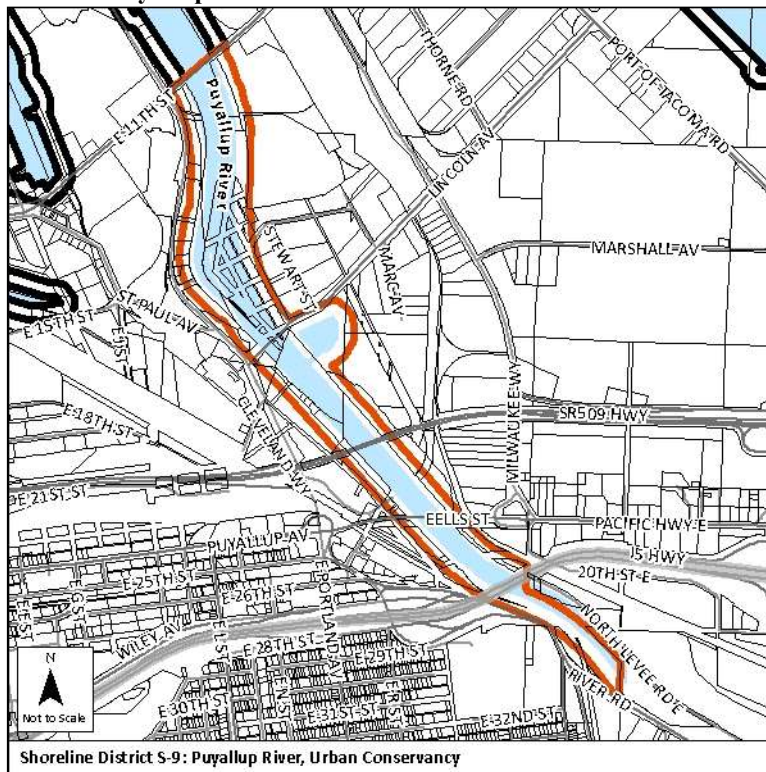 E 11TH ST
Puyallup River
THORNE RD
PORT OF TACOMA RD
LINCOLN AV
STEWART ST
MARC AV
MARSHALL AV
ST PAUL AV
E 15TH ST
E 18TH ST
CLEVELAND WY
MILWAUKEE WY
SR509 HWY
E 21ST ST
EELLS ST
PACIFIC HWY E
PUYALLUP AV
I5 HWY
20TH ST E
E 25TH ST
E 26TH ST
E G ST
E PORTLAND AV
NORTH LEVEE RD E
WILEY AV
E L ST
E 28TH ST
E 29TH ST
RIVER RD
E R ST
E 30TH ST
E 31ST ST
E 32ND ST
N
Not to Scale
Shoreline District S-9: Puyallup River, Urban Conservancy